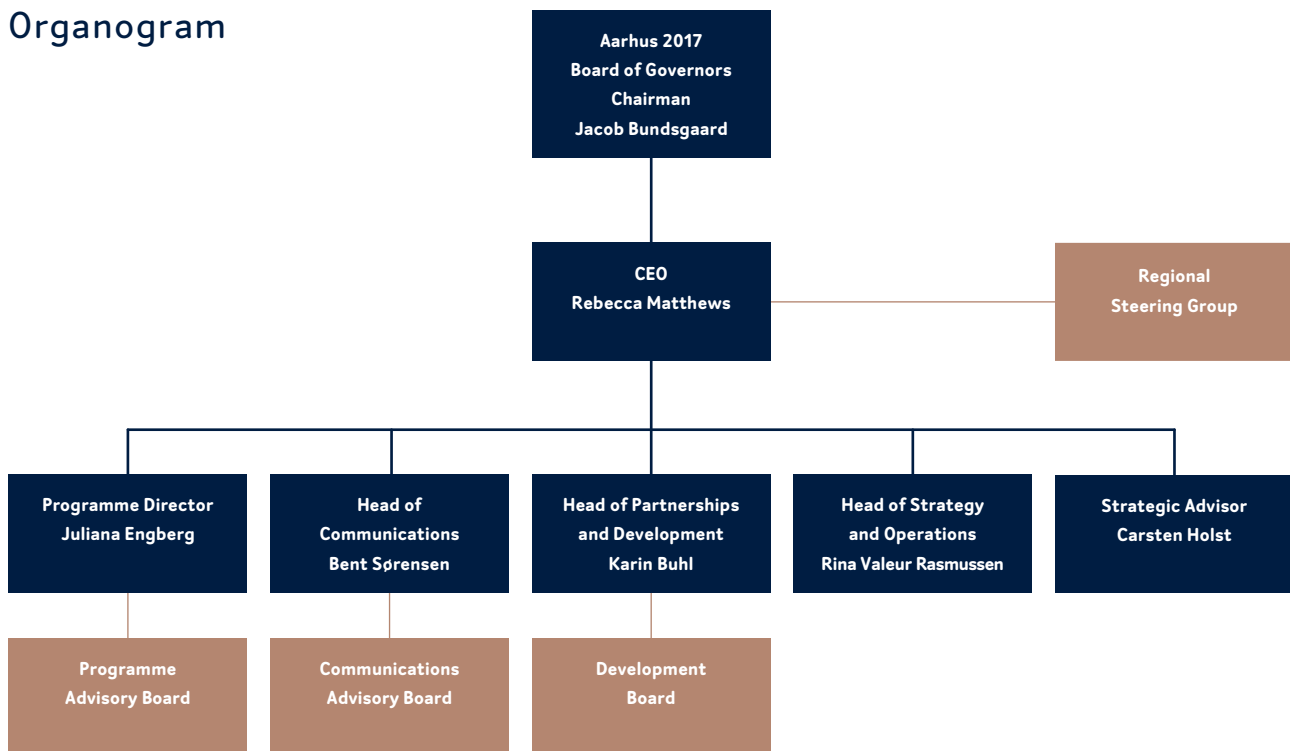 Organogram
Aarhus 2017
Board of Governors
Chairman
Jacob Bundsgaard
CEO
Rebecca Matthews
Regional
Steering Group
Programme Director
Juliana Engberg
Head of
Communications
Bent Sørensen
Head of Partnerships
and Development
Karin Buhl
Head of Strategy
and Operations
Rina Valeur Rasmussen
Strategic Advisor
Carsten Holst
Programme
Advisory Board
Communications
Advisory Board
Development
Board